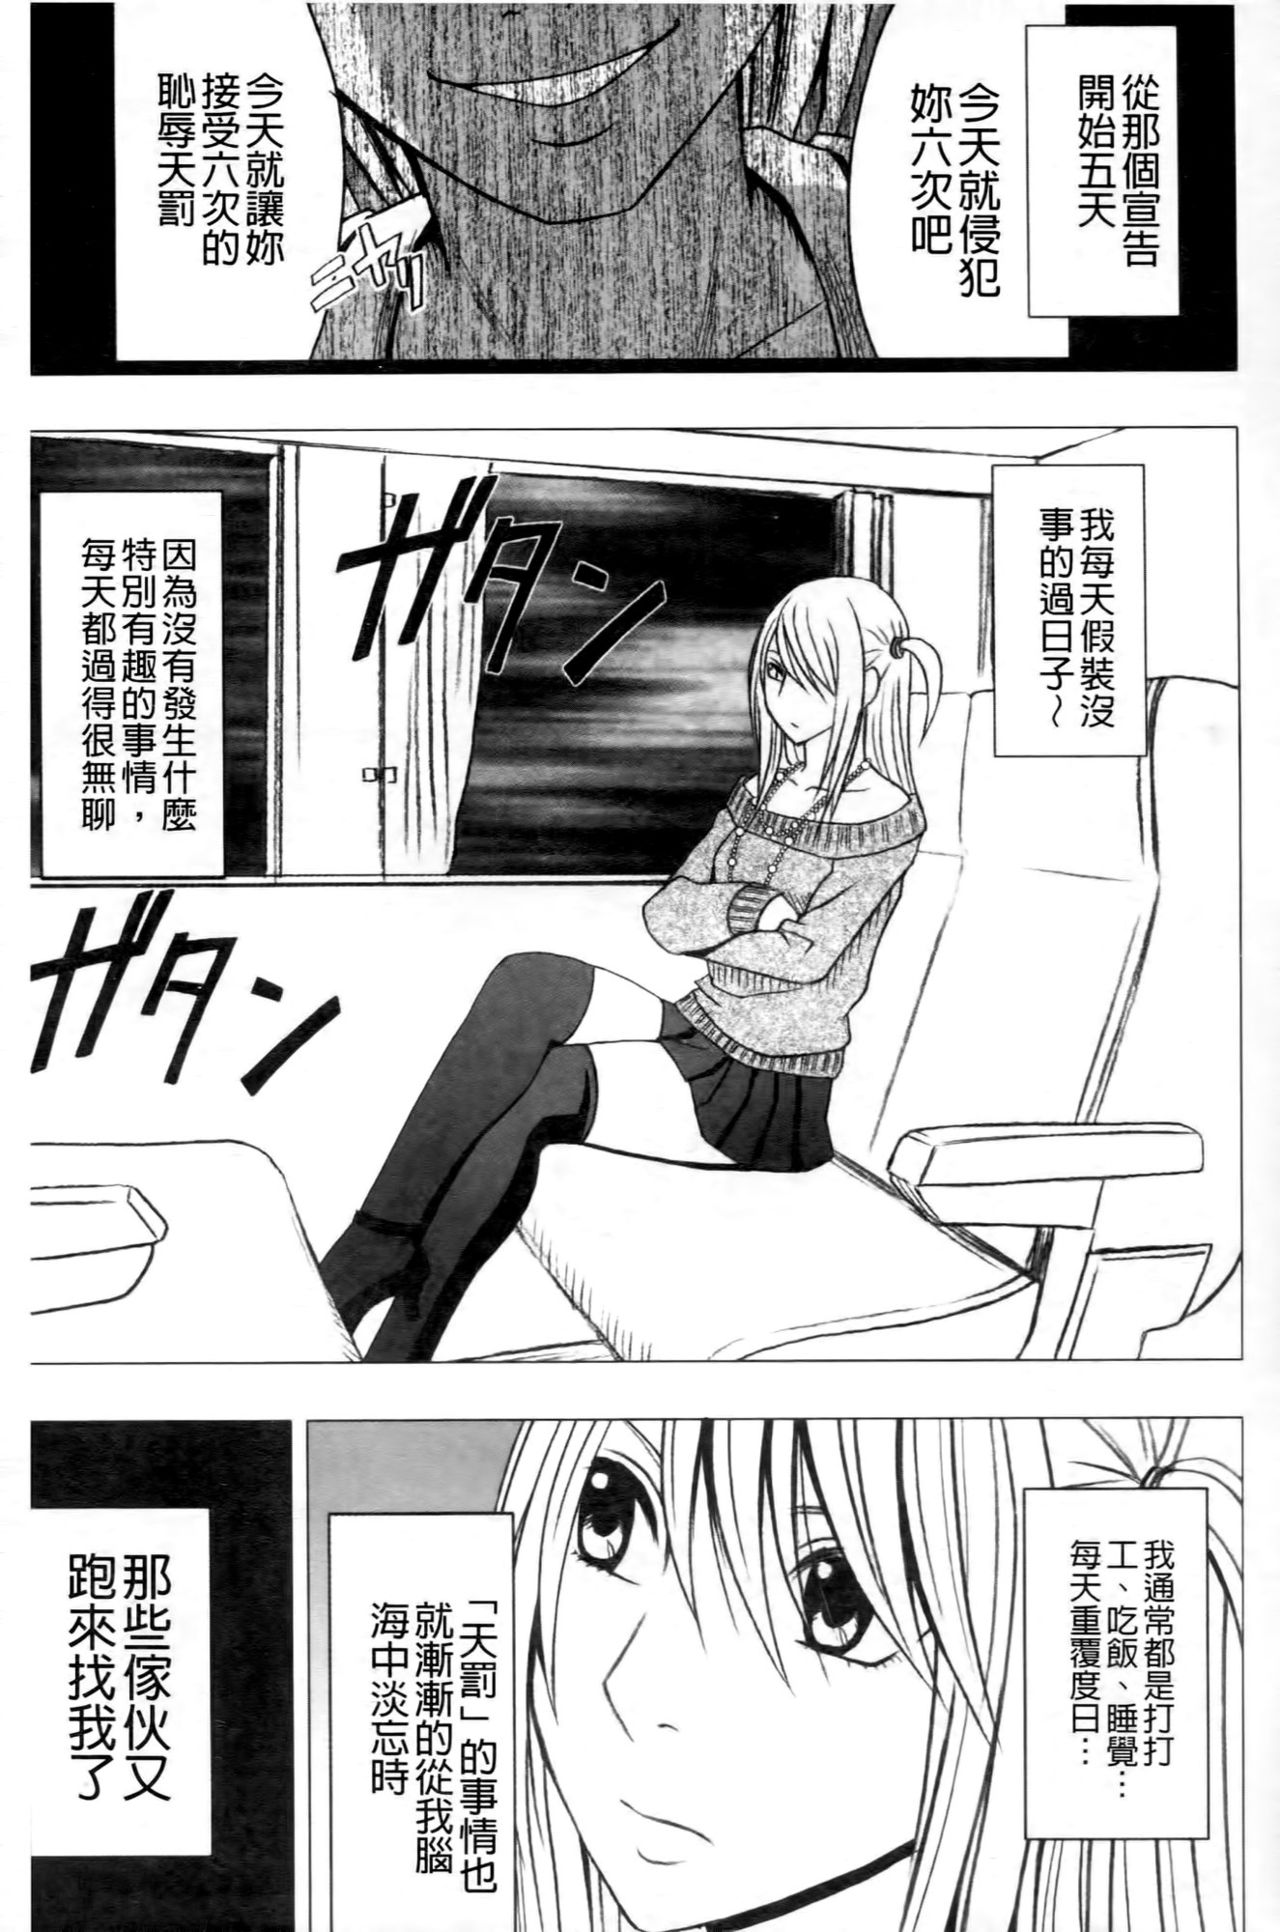 從那個宣告
開始五天
今天就侵犯
妳六次吧
今天就讓妳
接受六次的
恥辱天罰
ニヤリ
我每天假裝沒
事的過日子～
ガタン
因為沒有發生什麼
特別有趣的事情，
每天都過得很無聊
ガタン
我通常都是打打
工、吃飯、睡覺…
每天重覆度日…
「天罰」的事情也
就漸漸的從我腦
海中淡忘時
那些傢伙又
跑來找我了